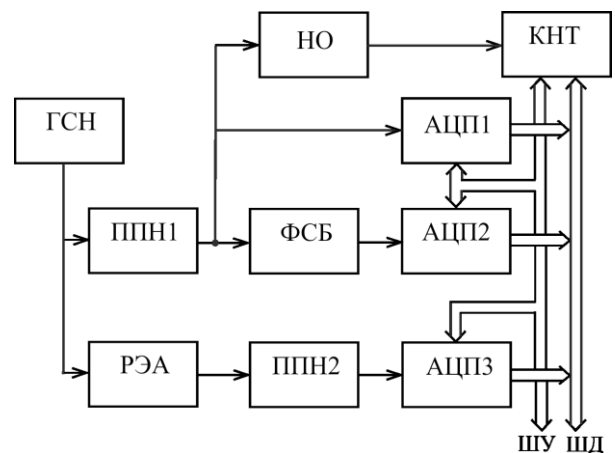 НО
КНТ
ГСН
АЦП1
ППН1
ФСБ
АЦП2
РЭА
ППН2
АЦП3
ШУ ШД